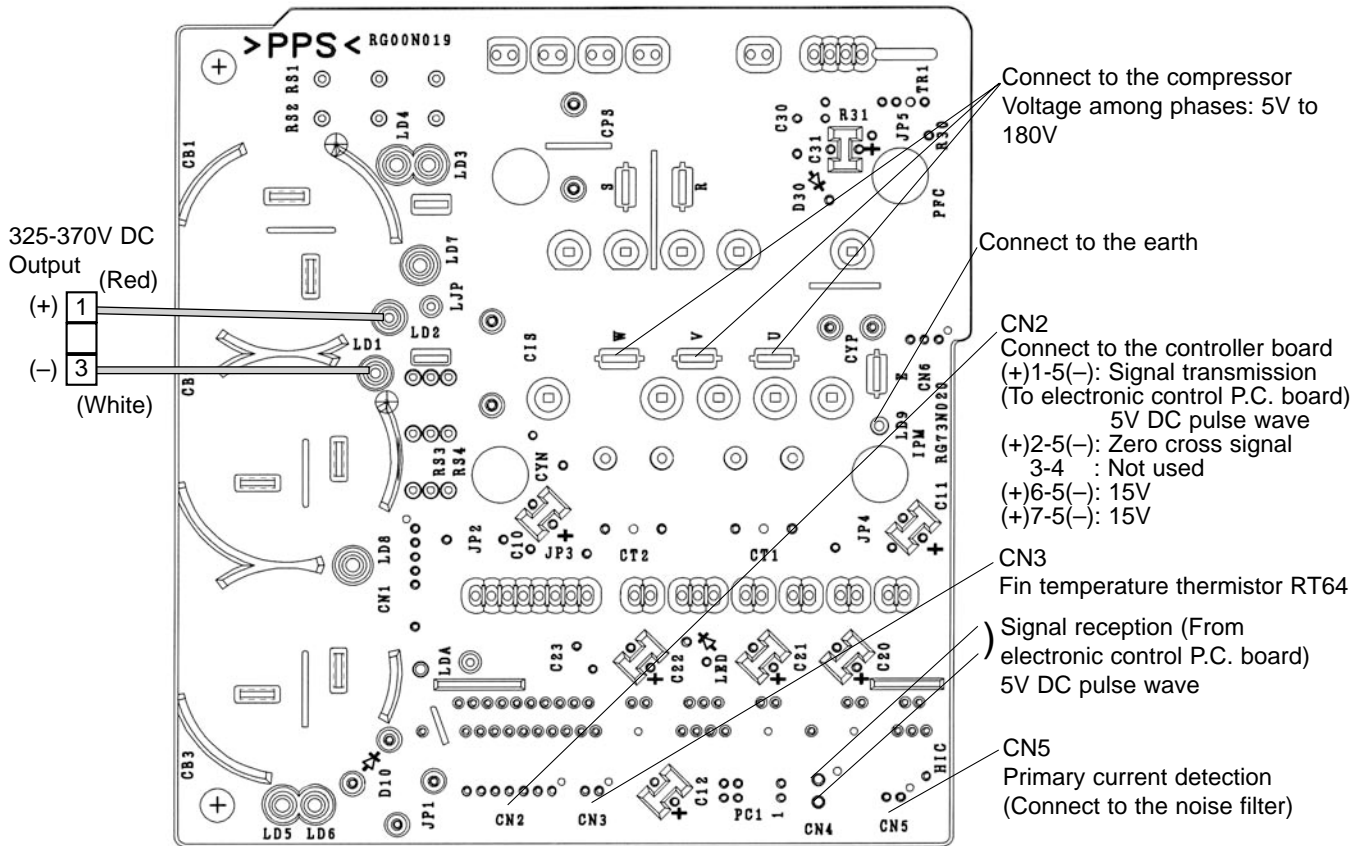 >PPS< RG00N019
RS1
RS2
CB1
LD4
LD3
CPS
S
R
C30
R31
C31
D30
JP5
TR1
R30
PFC
Connect to the compressor
Voltage among phases: 5V to
180V
325-370V DC
Output
(Red)
(+) 1
(–) 3
(White)
LD7
LJP
LD2
LD1
CB
CIS
W
V
U
CYP
E
CN6
LD9
IPM
RG73N020
Connect to the earth
CN2
Connect to the controller board
(+)1-5(–): Signal transmission
(To electronic control P.C. board)
5V DC pulse wave
(+)2-5(–): Zero cross signal
3-4 : Not used
(+)6-5(–): 15V
(+)7-5(–): 15V
RS3
RS4
CYN
JP2
C10
JP3
CT2
CT1
JP4
C11
LD8
CN1
CN3
Fin temperature thermistor RT64
LDA
C23
C22
LED
C21
C20
Signal reception (From
electronic control P.C. board)
5V DC pulse wave
CB3
D10
JP1
LD5 LD6
CN2
CN3
C12
PC1
1
CN4
CN5
HIC
CN5
Primary current detection
(Connect to the noise filter)